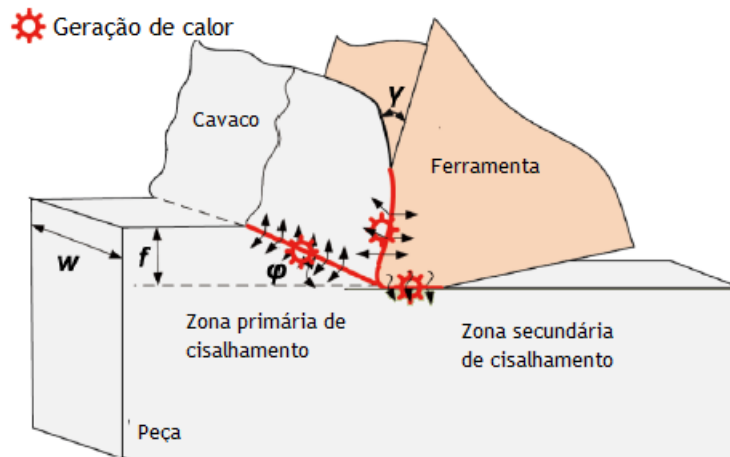 Geração de calor
Cavaco
γ
Ferramenta
w
f
φ
Zona primária de
cisalhamento
Zona secundária
de cisalhamento
Peça